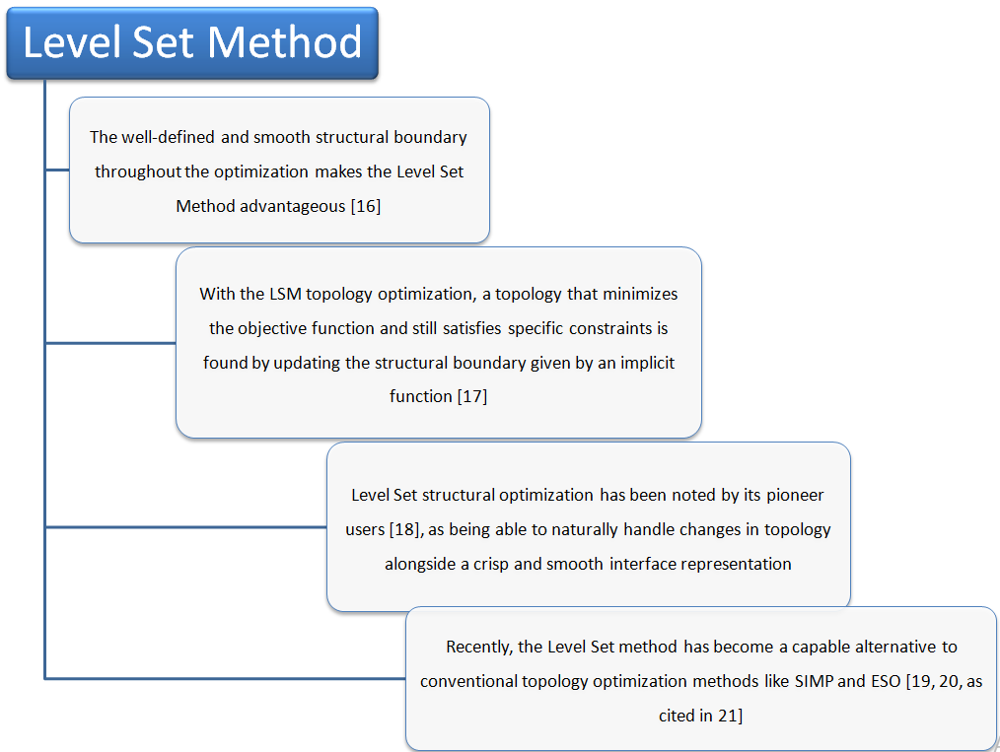 Level Set Method
The well-defined and smooth structural boundary
throughout the optimization makes the Level Set
Method advantageous [16]
With the LSM topology optimization, a topology that minimizes
the objective function and still satisfies specific constraints is
found by updating the structural boundary given by an implicit
function [17]
Level Set structural optimization has been noted by its pioneer
users [18], as being able to naturally handle changes in topology
alongside a crisp and smooth interface representation
Recently, the Level Set method has become a capable alternative to
conventional topology optimization methods like SIMP and ESO [19, 20, as
cited in 21]